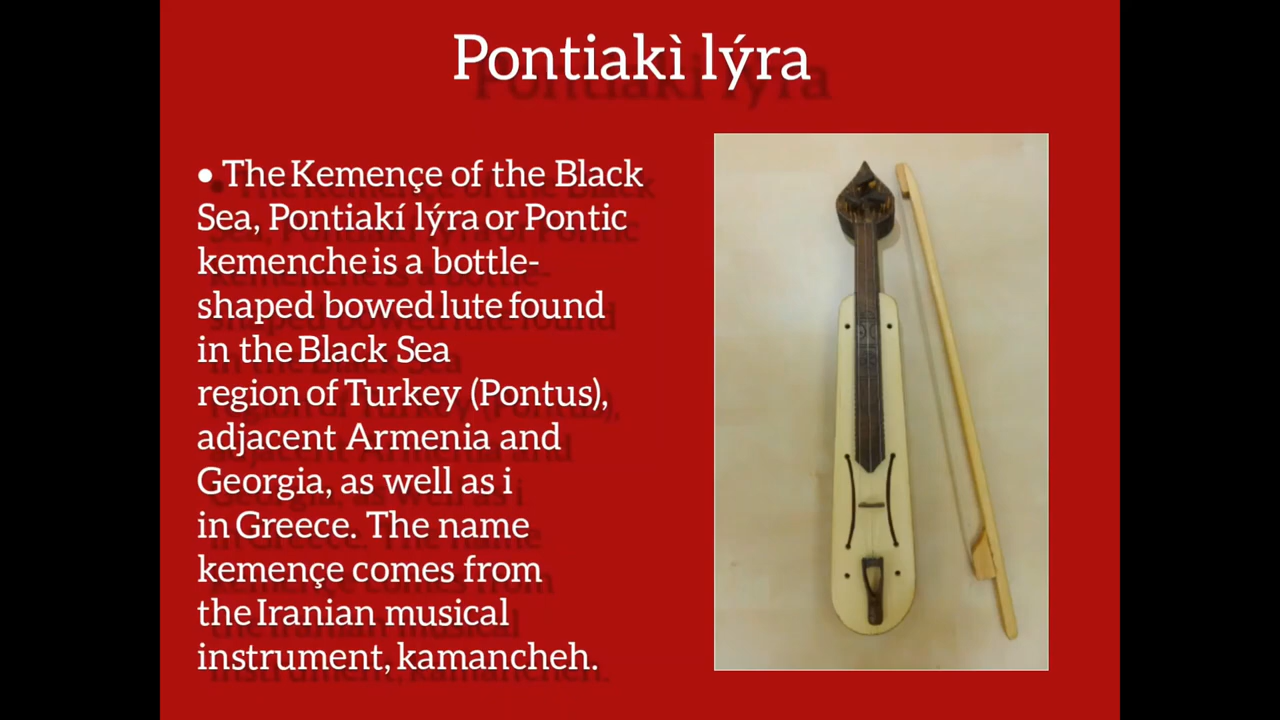 Pontiakì lýra
• The Kemençe of the Black
Sea, Pontiakí lýra or Pontic
kemenche is a bottle-
shaped bowed lute found
in the Black Sea
region of Turkey (Pontus),
adjacent Armenia and
Georgia, as well as i
in Greece. The name
kemençe comes from
the Iranian musical
instrument, kamancheh.